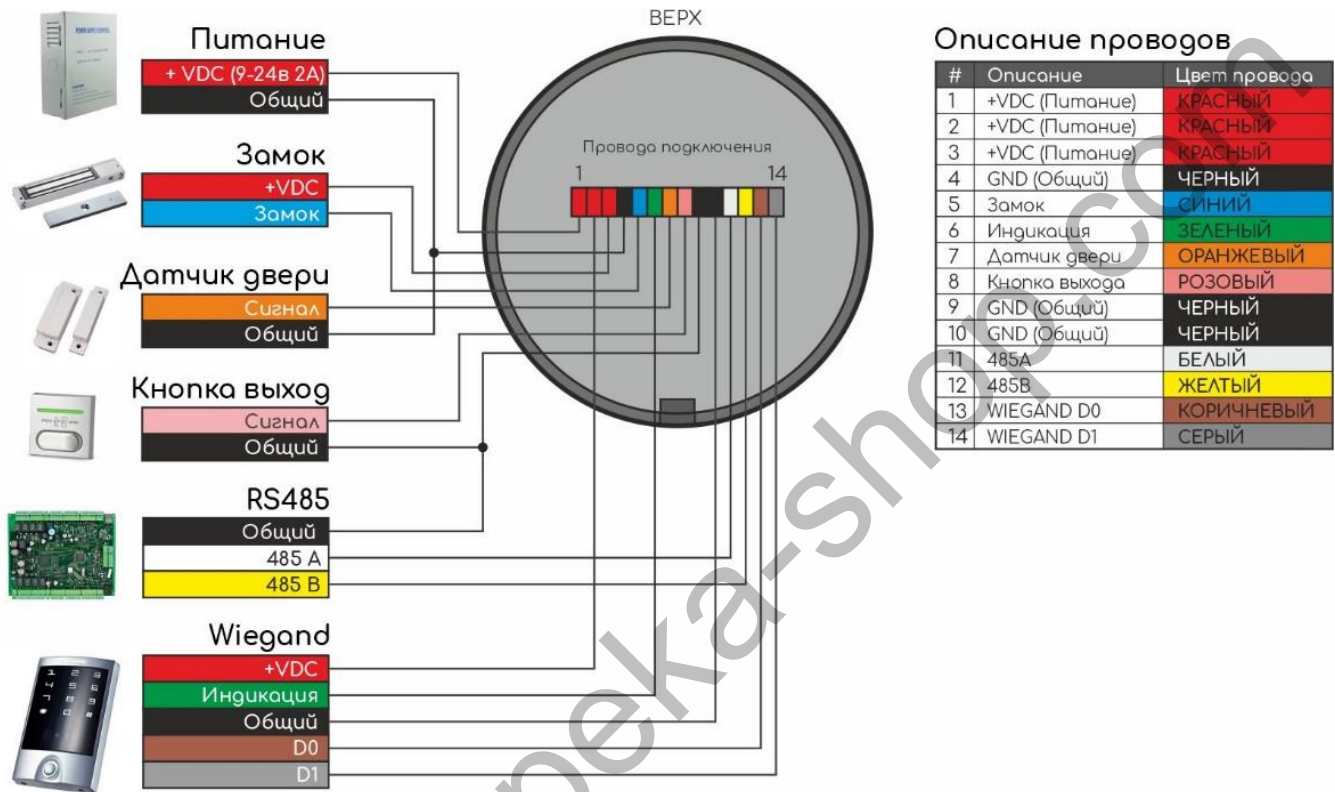 ВЕРХ
Питание
+ VDC (9-24в 2А)
Общий
Замок
+VDC
Замок
Датчик двери
Сигнал
Общий
Кнопка выход
Сигнал
Общий
RS485
Общий
485 A
485 B
Wiegand
+VDC
Индикация
Общий
D0
D1
Провода подключения
1 14
Описание проводов
# Описание Цвет провода
1 +VDC (Питание) КРАСНЫЙ
2 +VDC (Питание) КРАСНЫЙ
3 +VDC (Питание) КРАСНЫЙ
4 GND (Общий) ЧЕРНЫЙ
5 Замок СИНИЙ
6 Индикация ЗЕЛЕНЫЙ
7 Датчик двери ОРАНЖЕВЫЙ
8 Кнопка выхода РОЗОВЫЙ
9 GND (Общий) ЧЕРНЫЙ
10 GND (Общий) ЧЕРНЫЙ
11 485A БЕЛЫЙ
12 485B ЖЕЛТЫЙ
13 WIEGAND D0 КОРИЧНЕВЫЙ
14 WIEGAND D1 СЕРЫЙ
peka-shop.com